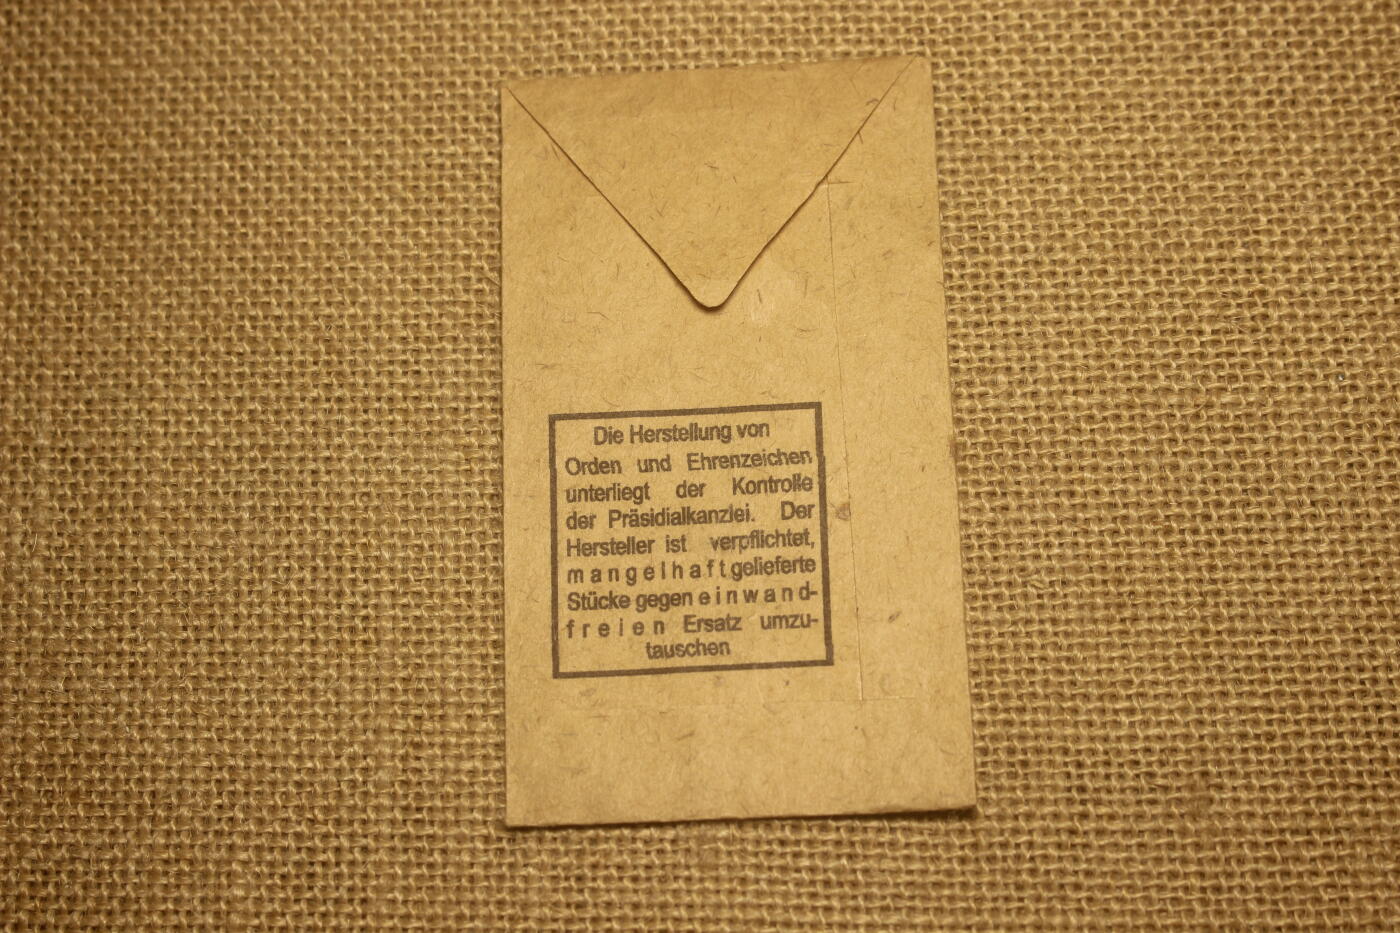 Die Herstellung von
Orden und Ehrenzeichen
unterliegt der Kontrolle
der Präsidialkanzlei. Der
Hersteller ist verpflichtet,
mangelhaft gelieferte
Stücke gegen einwand-
freien Ersatz umzu-
tauschen